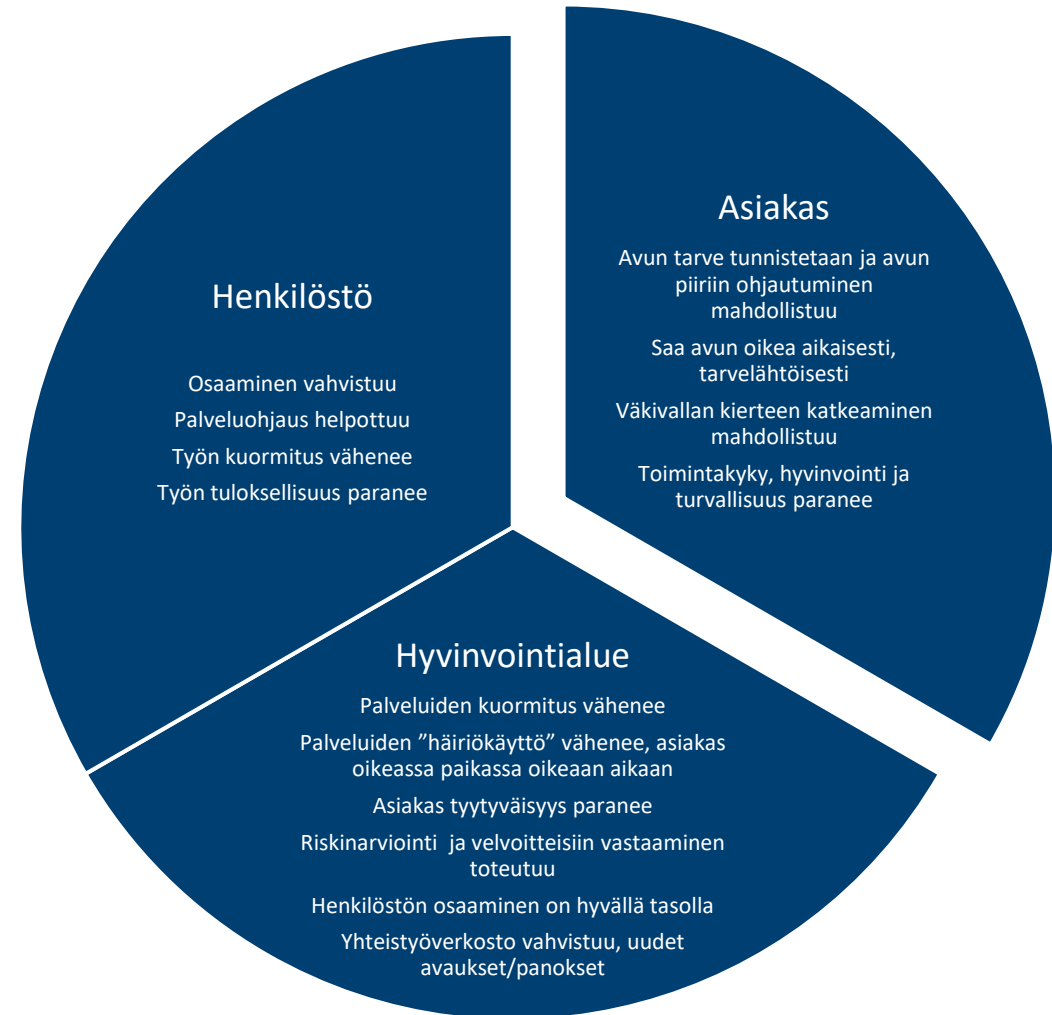 Henkilöstö
Osaaminen vahvistuu
Palveluohjaus helpottuu
Työn kuormitus vähenee
Työn tuloksellisuus paranee
Asiakas
Avun tarve tunnistetaan ja avun
piiriin ohjautuminen
mahdollistuu
Saa avun oikea aikaisesti,
tarvelähtöisesti
Väkivallan kierteen katkeaminen
mahdollistuu
Toimintakyky, hyvinvointi ja
turvallisuus paranee
Hyvinvointialue
Palveluiden kuormitus vähenee
Palveluiden ”häiriökäyttö” vähenee, asiakas
oikeassa paikassa oikeaan aikaan
Asiakas tyytyväisyys paranee
Riskinarviointi ja velvoitteisiin vastaaminen
toteutuu
Henkilöstön osaaminen on hyvällä tasolla
Yhteistyöverkosto vahvistuu, uudet
avaukset/panokset